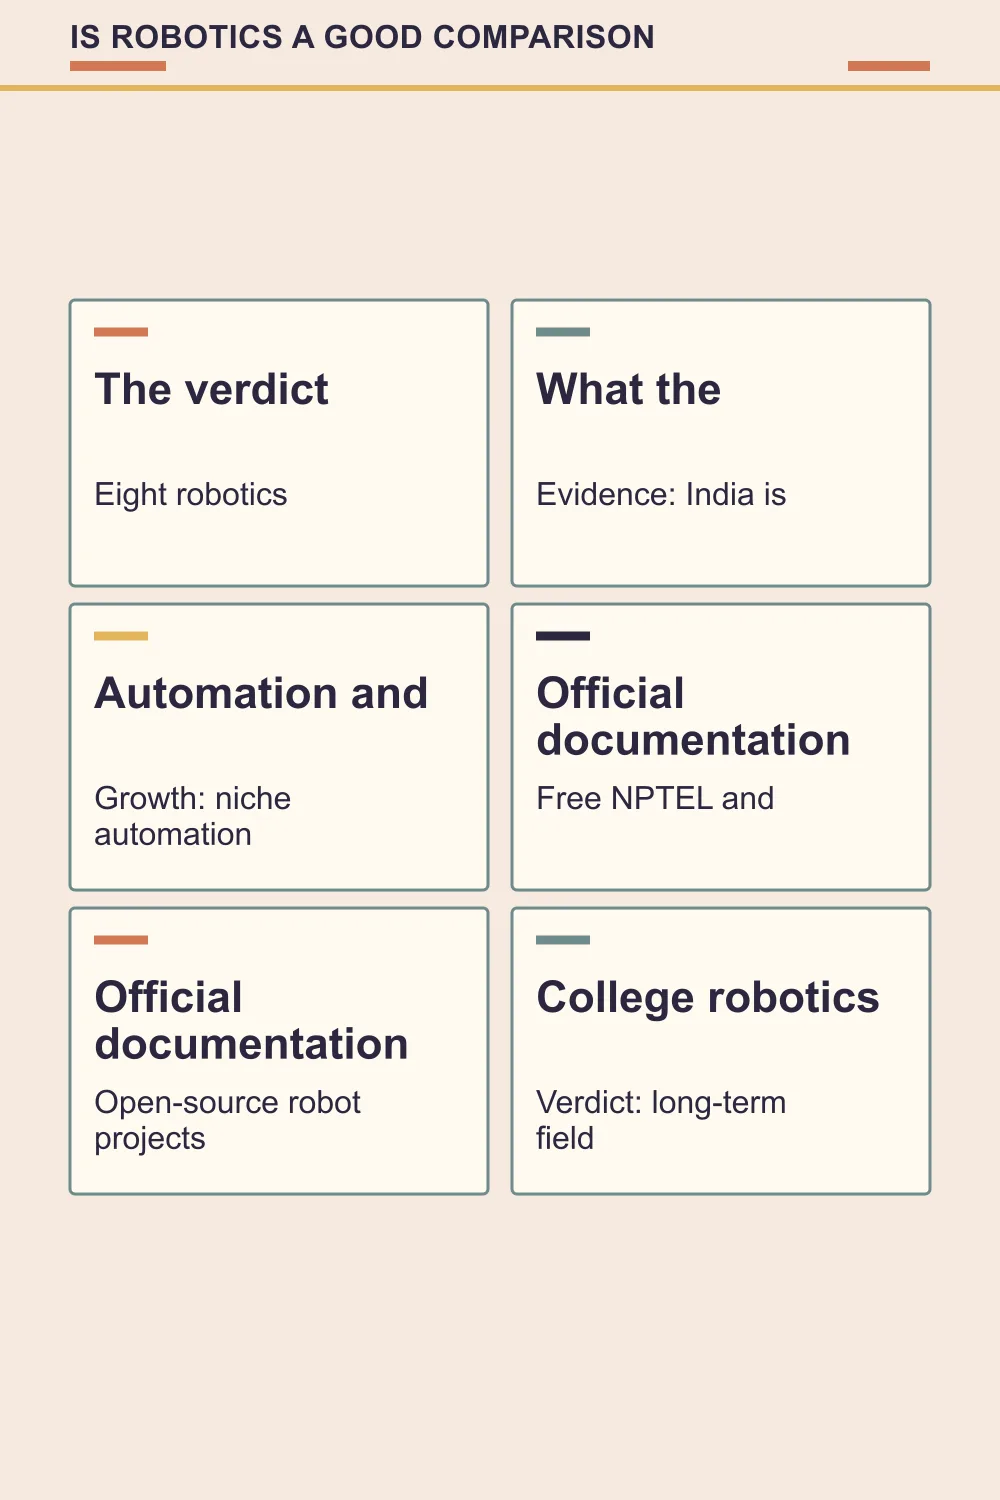 IS ROBOTICS A GOOD COMPARISON
The verdict
Eight robotics
What the
Evidence: India is
Automation and
Growth: niche
automation
Official
documentation
Free NPTEL and
Official
documentation
Open-source robot
projects
College robotics
Verdict: long-term
field